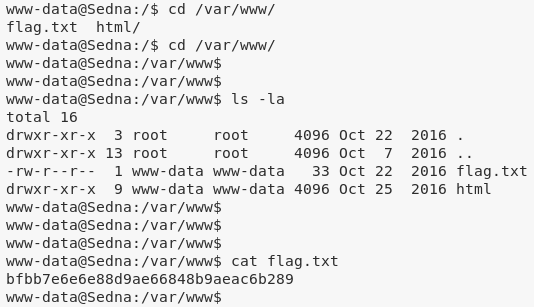 www-data@Sedna:/$ cd /var/www/
flag.txt  html/
www-data@Sedna:/$ cd /var/www/
www-data@Sedna:/var/www$
www-data@Sedna:/var/www$
www-data@Sedna:/var/www$ ls -la
total 16
drwxr-xr-x  3 root     root     4096 Oct 22  2016 .
drwxr-xr-x 13 root     root     4096 Oct  7  2016 ..
-rw-r--r--  1 www-data www-data   33 Oct 22  2016 flag.txt
drwxr-xr-x  9 www-data www-data 4096 Oct 25  2016 html
www-data@Sedna:/var/www$
www-data@Sedna:/var/www$
www-data@Sedna:/var/www$
www-data@Sedna:/var/www$ cat flag.txt
bfbb7e6e6e88d9ae66848b9aeac6b289
www-data@Sedna:/var/www$